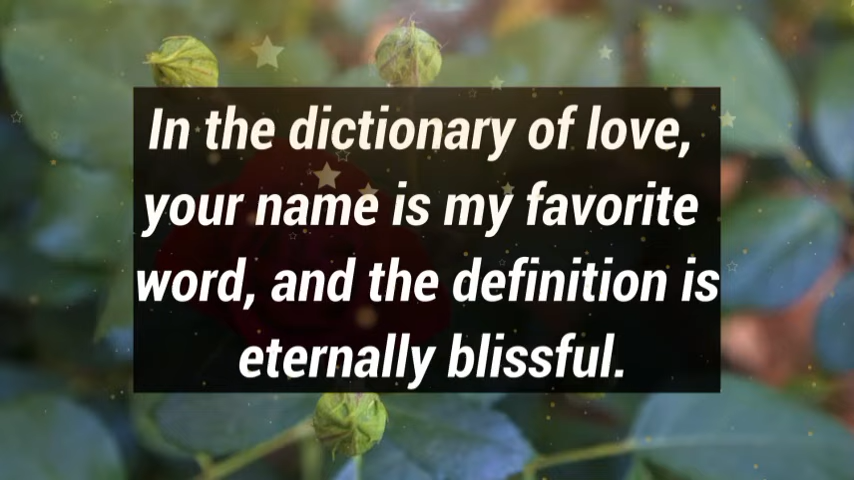 In the dictionary of love,
your name is my favorite
word, and the definition is
eternally blissful.